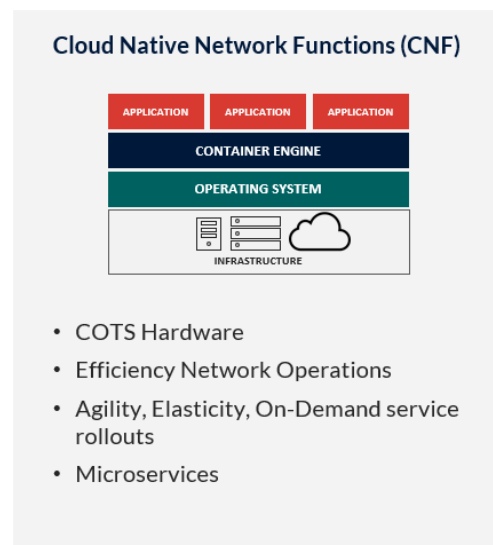 Cloud Native Network Functions (CNF)
APPLICATION APPLICATION APPLICATION
CONTAINER ENGINE
OPERATING SYSTEM
INFRASTRUCTURE
• COTS Hardware
• Efficiency Network Operations
• Agility, Elasticity, On-Demand service
rollouts
• Microservices